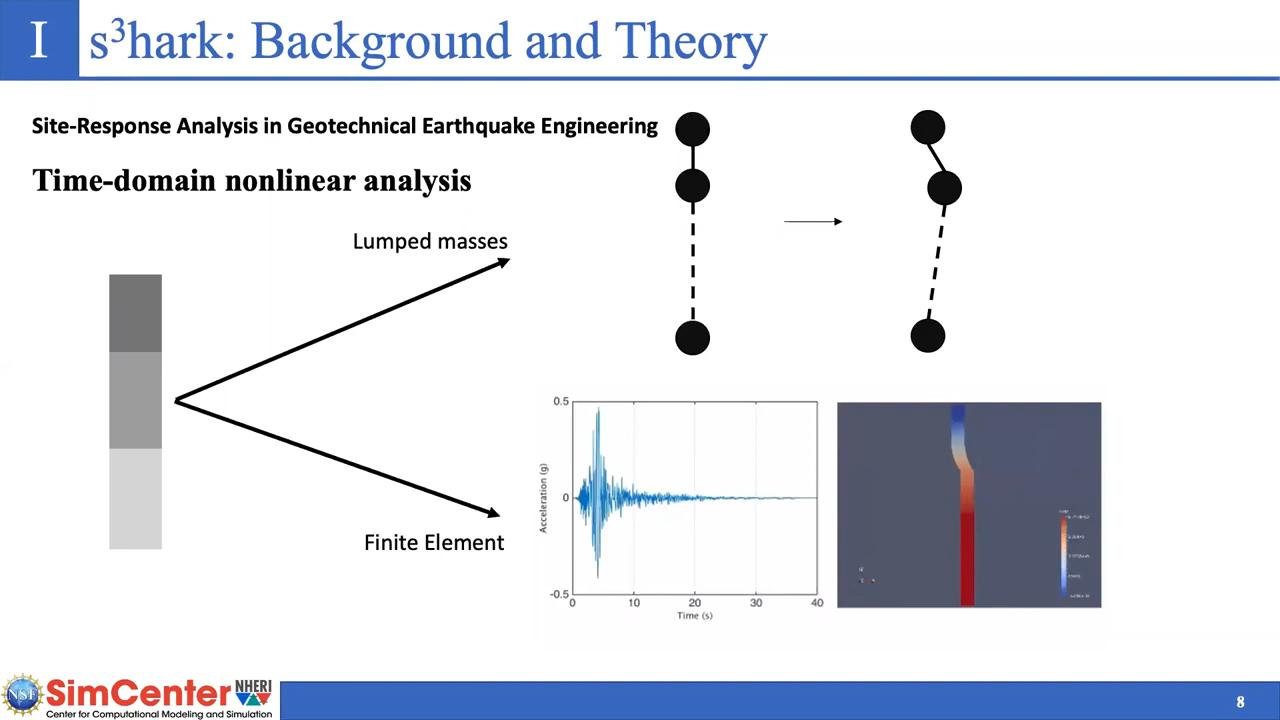 I
s³hark: Background and Theory
Site-Response Analysis in Geotechnical Earthquake Engineering
Time-domain nonlinear analysis
Lumped masses
Finite Element
0.5
0
-0.5
Acceleration (g)
0 10 20 30 40
Time (s)
NSF
SimCenter
NHERI
Center for Computational Modeling and Simulation
8